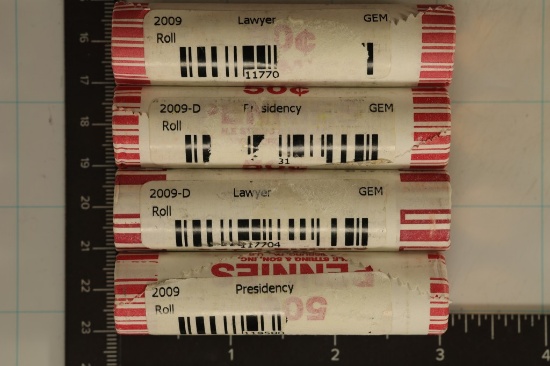 2009 Lawyer GEM
Roll
50¢
11770
50¢
2009-D GEM
Roll
31
2009-D Lawyer GEM
Roll
117704
PENNIES
2009 Presidency
Roll
50¢
16
17
18
19
20
21
22
23
1 2 3 4